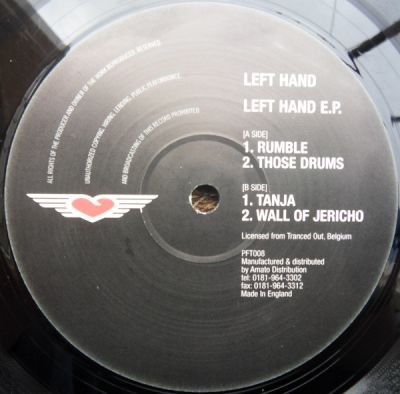 ALL RIGHTS OF THE PRODUCER AND OWNER OF THE WORK REPRODUCER RESERVED.
UNAUTHORIZED COPYING, HIRING, LENDING, PUBLIC PERFORMANCE,
AND BROADCASTING OF THIS RECORD PROHIBITED
LEFT HAND
LEFT HAND E.P.
[A SIDE]
1. RUMBLE
2. THOSE DRUMS
[B SIDE]
1. TANJA
2. WALL OF JERICHO
Licensed from Tranced Out, Belgium
PFT008
Manufactured & distributed
by Amato Distribution
tel: 0181-964-3302
fax: 0181-964-3312
Made In England